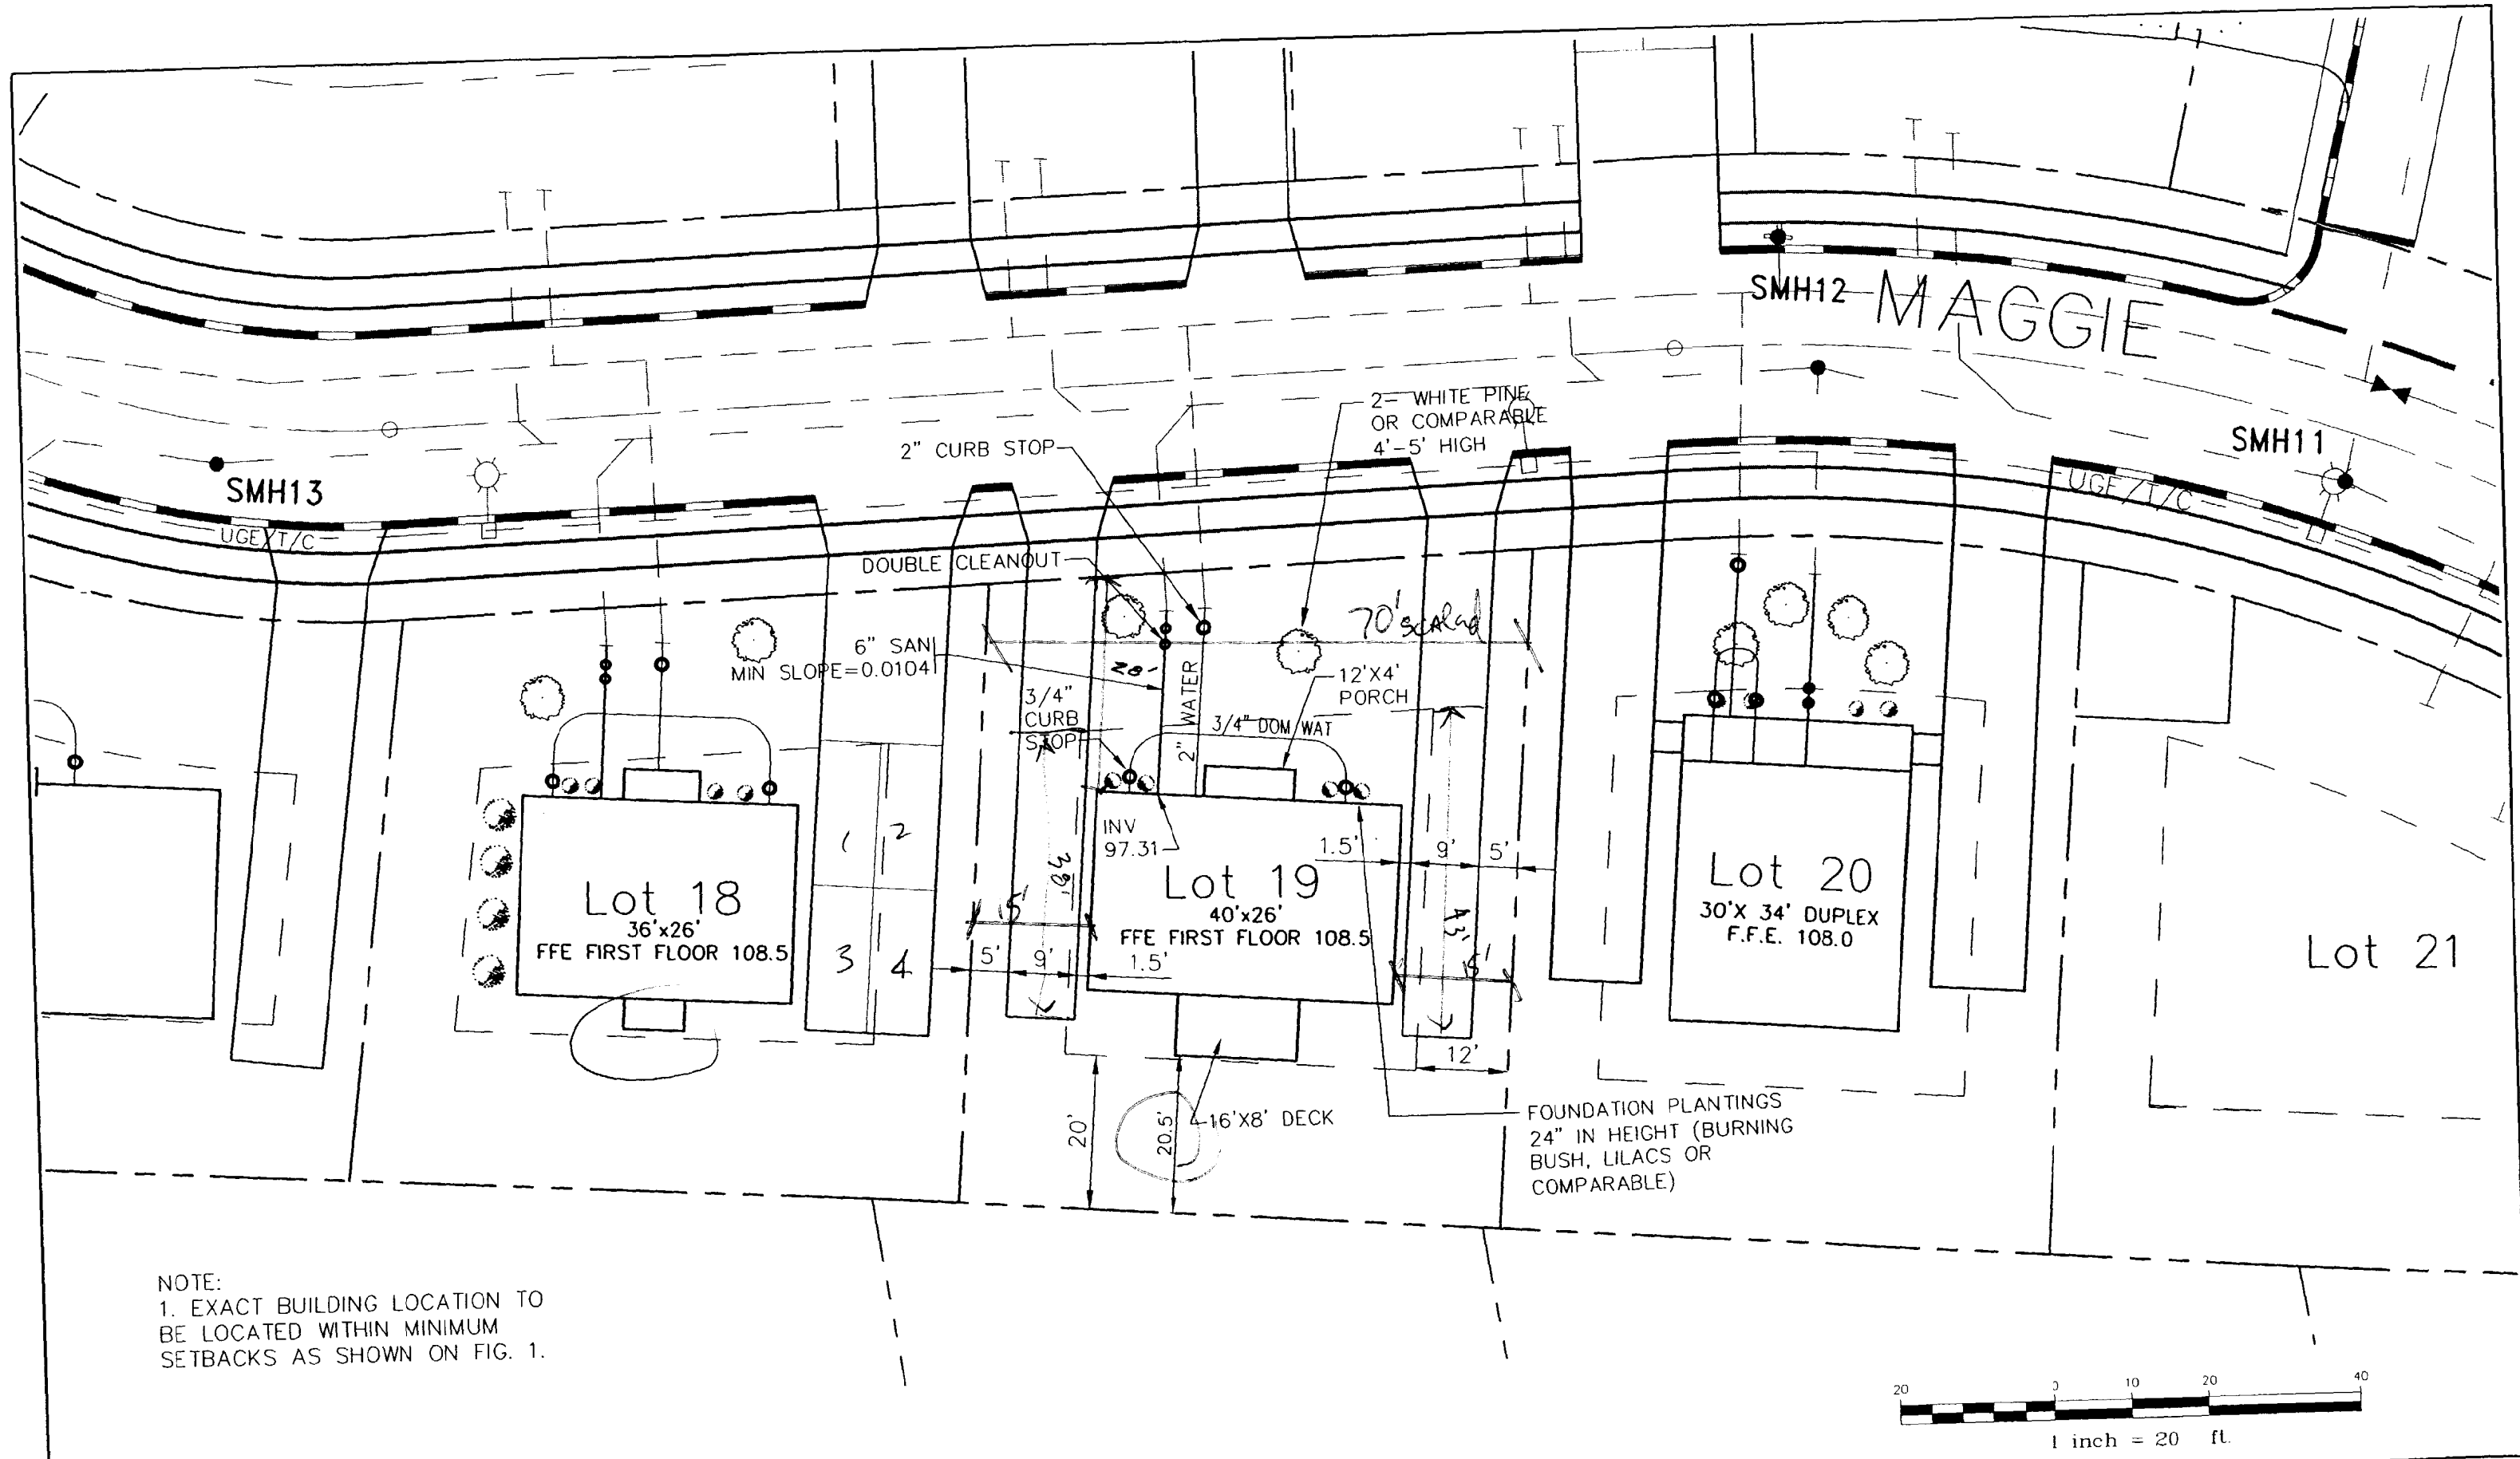 SMH12
MAGGIE
2- WHITE PINE
OR COMPARABLE
4'-5' HIGH
2" CURB STOP
SMH11
SMH13
UGE/T/C
UGE/T/C
DOUBLE CLEANOUT
70' scaled
6" SAN
MIN SLOPE=0.0104
28'
3/4"
CURB
STOP
2" WATER
3/4" DOM WAT
12'X4'
PORCH
INV
97.31
1 2
3 4
Lot 18
36'x26'
FFE FIRST FLOOR 108.5
15'
38'
5' 9' 1.5'
Lot 19
40'x26'
FFE FIRST FLOOR 108.5
1.5' 9' 5'
43'
15'
12'
Lot 20
30'X 34' DUPLEX
F.F.E. 108.0
Lot 21
20'
20.5'
16'X8' DECK
FOUNDATION PLANTINGS
24" IN HEIGHT (BURNING
BUSH, LILACS OR
COMPARABLE)
NOTE:
1. EXACT BUILDING LOCATION TO
BE LOCATED WITHIN MINIMUM
SETBACKS AS SHOWN ON FIG. 1.
20 0 10 20 40
1 inch = 20 ft.